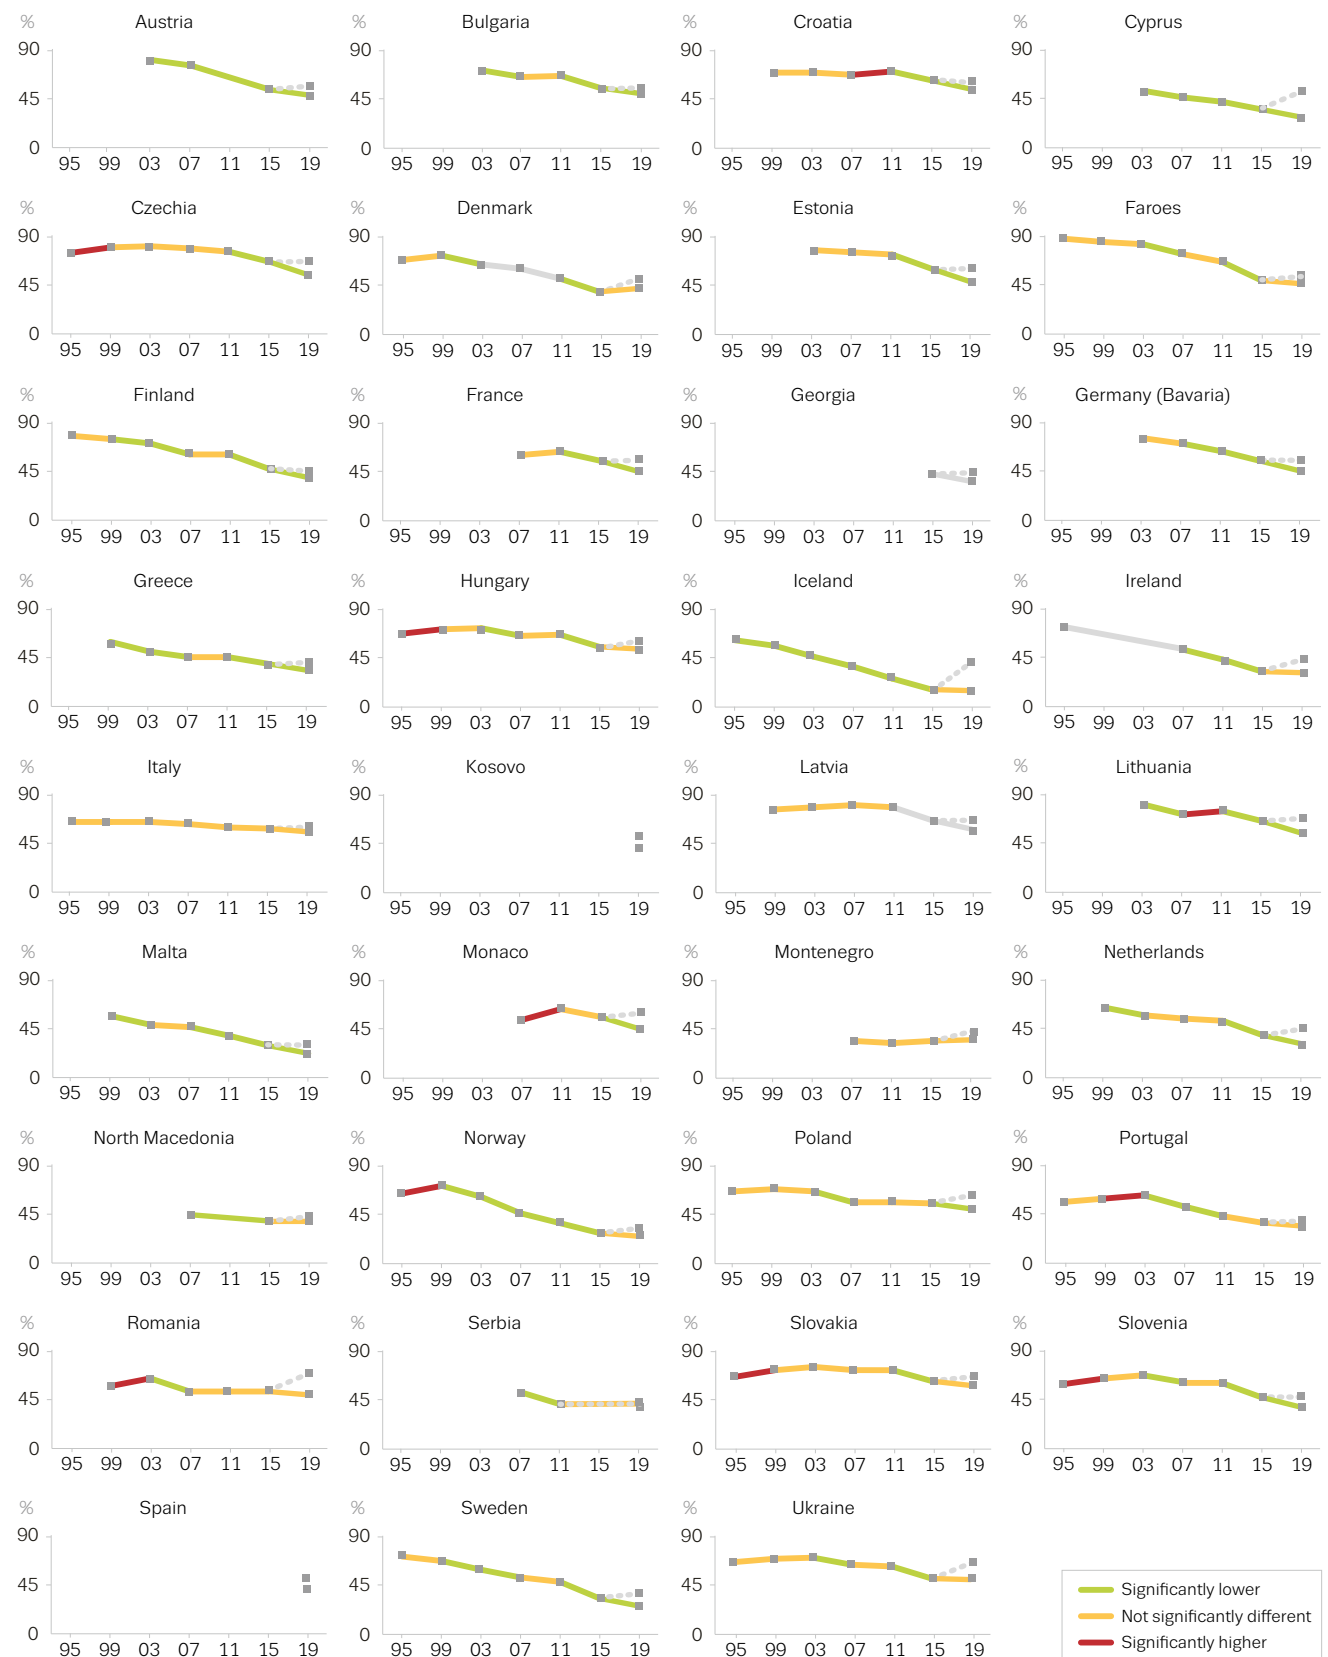 % Austria % Bulgaria % Croatia % Cyprus
90 90 90 90
45 45 45 45
0 0 0 0
95 99 03 07 11 15 19 95 99 03 07 11 15 19 95 99 03 07 11 15 19 95 99 03 07 11 15 19
% Czechia % Denmark % Estonia % Faroes
90 90 90 90
45 45 45 45
0 0 0 0
95 99 03 07 11 15 19 95 99 03 07 11 15 19 95 99 03 07 11 15 19 95 99 03 07 11 15 19
% Finland % France % Georgia % Germany (Bavaria)
90 90 90 90
45 45 45 45
0 0 0 0
95 99 03 07 11 15 19 95 99 03 07 11 15 19 95 99 03 07 11 15 19 95 99 03 07 11 15 19
% Greece % Hungary % Iceland % Ireland
90 90 90 90
45 45 45 45
0 0 0 0
95 99 03 07 11 15 19 95 99 03 07 11 15 19 95 99 03 07 11 15 19 95 99 03 07 11 15 19
% Italy % Kosovo % Latvia % Lithuania
90 90 90 90
45 45 45 45
0 0 0 0
95 99 03 07 11 15 19 95 99 03 07 11 15 19 95 99 03 07 11 15 19 95 99 03 07 11 15 19
% Malta % Monaco % Montenegro % Netherlands
90 90 90 90
45 45 45 45
0 0 0 0
95 99 03 07 11 15 19 95 99 03 07 11 15 19 95 99 03 07 11 15 19 95 99 03 07 11 15 19
% North Macedonia % Norway % Poland % Portugal
90 90 90 90
45 45 45 45
0 0 0 0
95 99 03 07 11 15 19 95 99 03 07 11 15 19 95 99 03 07 11 15 19 95 99 03 07 11 15 19
% Romania % Serbia % Slovakia % Slovenia
90 90 90 90
45 45 45 45
0 0 0 0
95 99 03 07 11 15 19 95 99 03 07 11 15 19 95 99 03 07 11 15 19 95 99 03 07 11 15 19
% Spain % Sweden % Ukraine
90 90 90
45 45 45
0 0 0
95 99 03 07 11 15 19 95 99 03 07 11 15 19 95 99 03 07 11 15 19
Significantly lower
Not significantly different
Significantly higher